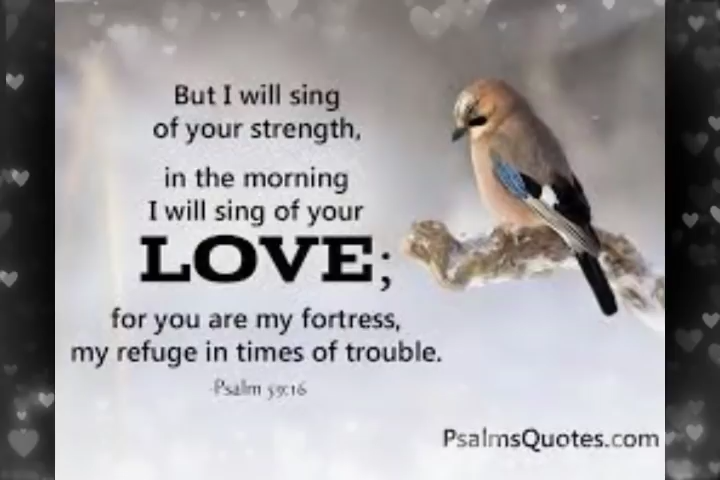 But I will sing
of your strength,
in the morning
I will sing of your
LOVE;
for you are my fortress,
my refuge in times of trouble.
-Psalm 59:16
PsalmsQuotes.com